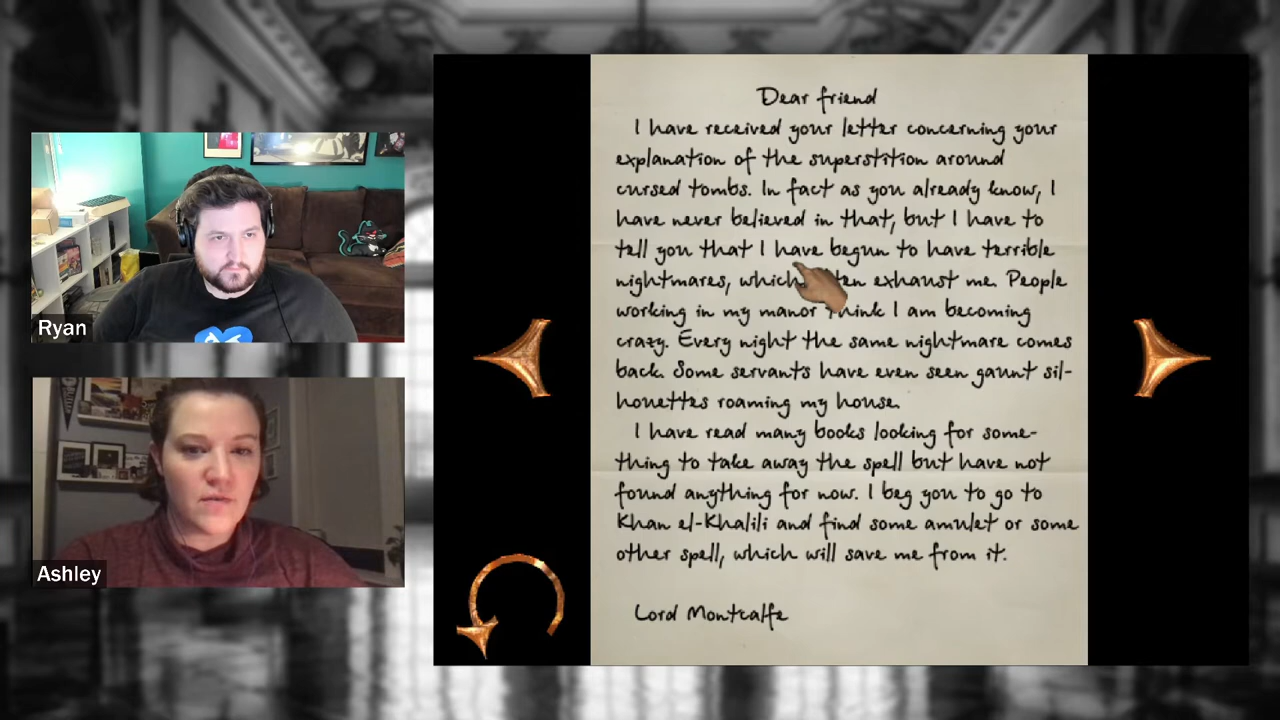 Dear friend
I have received your letter concerning your
explanation of the superstition around
cursed tombs. In fact as you already know, I
have never believed in that, but I have to
tell you that I have begun to have terrible
nightmares, which exhaust me. People
working in my manor think I am becoming
crazy. Every night the same nightmare comes
back. Some servants have even seen gaunt sil-
houettes roaming my house.
I have read many books looking for some-
thing to take away the spell but have not
found anything for now. I beg you to go to
Khan el-Khalili and find some amulet or some
other spell, which will save me from it.
Lord Montcalfe
Ryan
Ashley